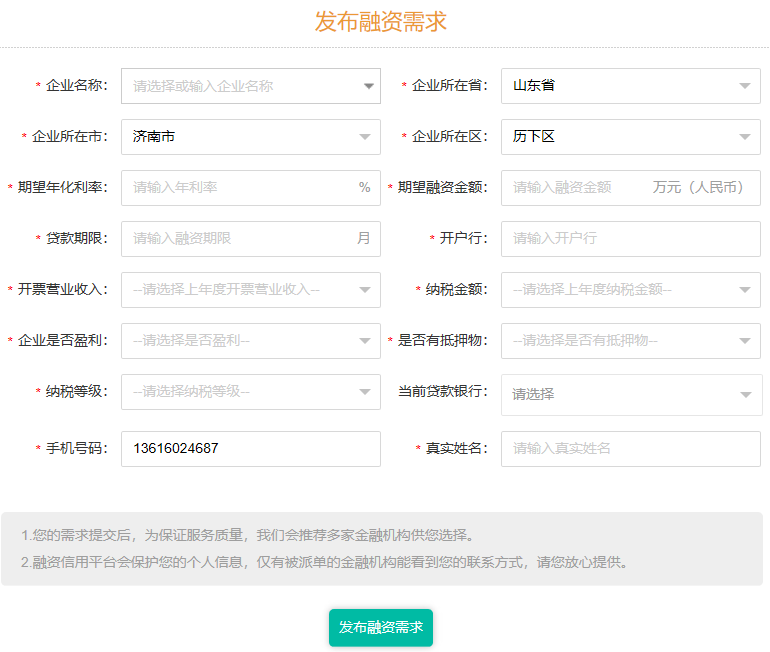 发布融资需求
* 企业名称： 请选择或输入企业名称 * 企业所在省： 山东省
* 企业所在市： 济南市 * 企业所在区： 历下区
* 期望年化利率： 请输入年利率 % * 期望融资金额： 请输入融资金额 万元（人民币）
* 贷款期限： 请输入融资期限 月 * 开户行： 请输入开户行
* 开票营业收入： --请选择上年度开票营业收入-- * 纳税金额： --请选择上年度纳税金额--
* 企业是否盈利： --请选择是否盈利-- * 是否有抵押物： --请选择是否有抵押物--
* 纳税等级： --请选择纳税等级-- 当前贷款银行： 请选择
* 手机号码： 13616024687 * 真实姓名： 请输入真实姓名
1.您的需求提交后，为保证服务质量，我们会推荐多家金融机构供您选择。
2.融资信用平台会保护您的个人信息，仅有被派单的金融机构能看到您的联系方式，请您放心提供。
发布融资需求